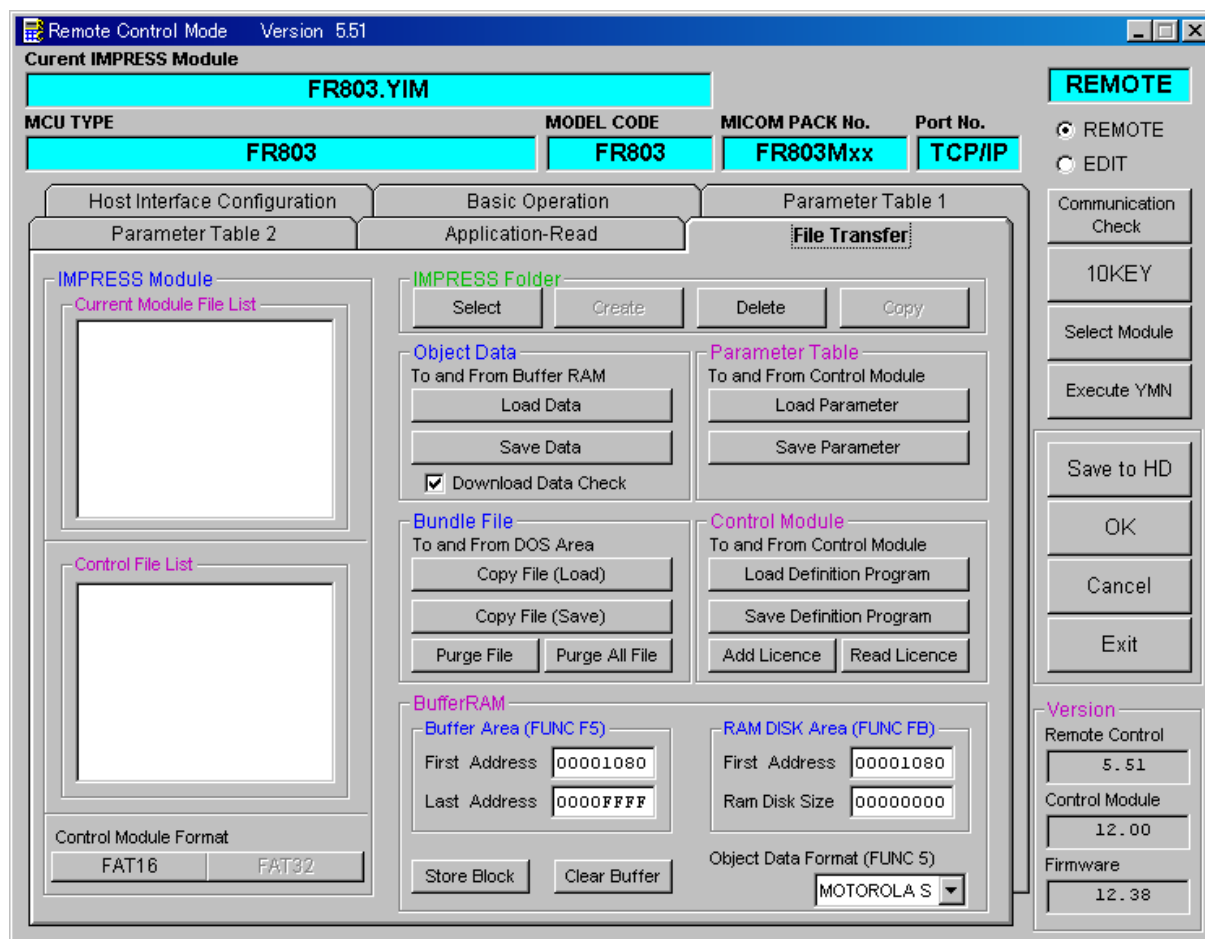 Remote Control Mode Version 5.51
Curent IMPRESS Module
FR803.YIM
MCU TYPE MODEL CODE MICOM PACK No. Port No.
FR803 FR803 FR803Mxx TCP/IP
REMOTE
REMOTE
EDIT
Host Interface Configuration Basic Operation Parameter Table 1
Parameter Table 2 Application-Read File Transfer
IMPRESS Module
Current Module File List
Control File List
Control Module Format
FAT16 FAT32
IMPRESS Folder
Select Create Delete Copy
Object Data
To and From Buffer RAM
Load Data
Save Data
Download Data Check
Parameter Table
To and From Control Module
Load Parameter
Save Parameter
Bundle File
To and From DOS Area
Copy File (Load)
Copy File (Save)
Purge File Purge All File
Control Module
To and From Control Module
Load Definition Program
Save Definition Program
Add Licence Read Licence
BufferRAM
Buffer Area (FUNC F5)
First Address 00001080
Last Address 0000FFFF
RAM DISK Area (FUNC FB)
First Address 00001080
Ram Disk Size 00000000
Store Block Clear Buffer
Object Data Format (FUNC 5)
MOTOROLA S
Communication
Check
10KEY
Select Module
Execute YMN
Save to HD
OK
Cancel
Exit
Version
Remote Control
5.51
Control Module
12.00
Firmware
12.38